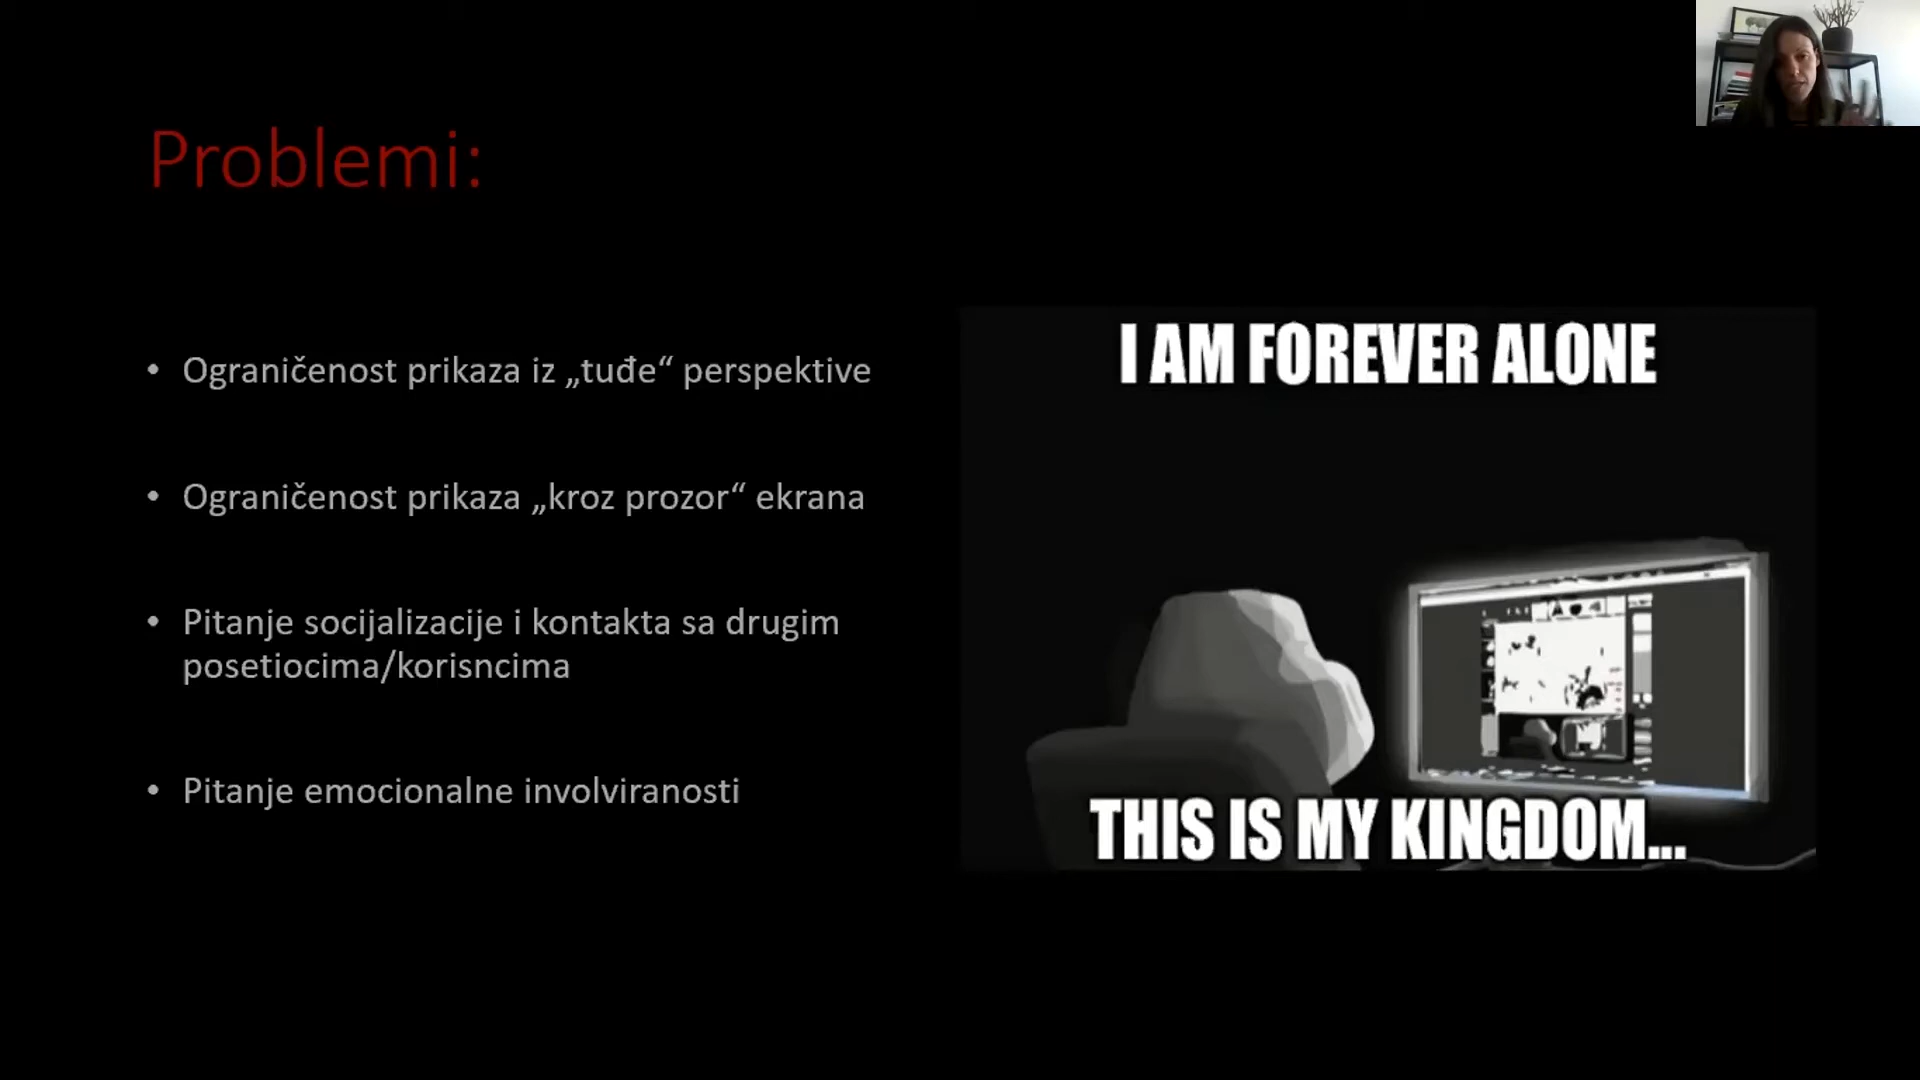 Problemi:
• Ograničenost prikaza iz „tuđe“ perspektive
• Ograničenost prikaza „kroz prozor“ ekrana
• Pitanje socijalizacije i kontakta sa drugim
posetiocima/korisncima
• Pitanje emocionalne involviranosti
I AM FOREVER ALONE
THIS IS MY KINGDOM...